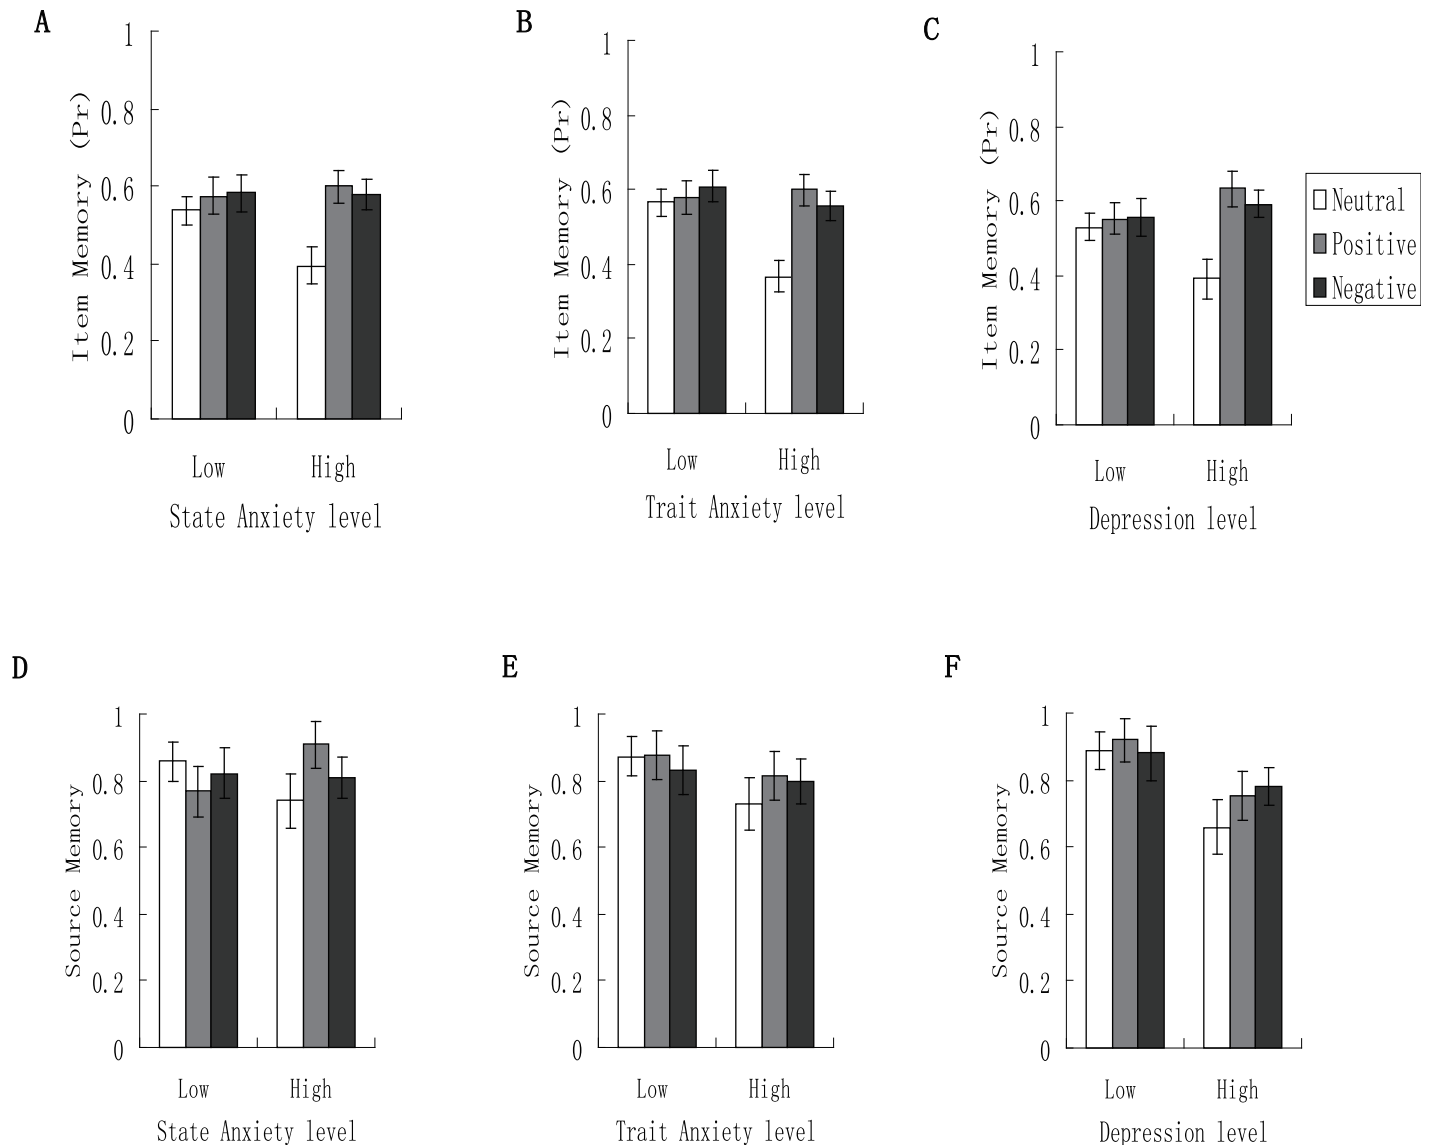 A
1
0.8
0.6
0.4
0.2
0
Item Memory (Pr)
Low High
State Anxiety level
B
1
0.8
0.6
0.4
0.2
0
Item Memory (Pr)
Low High
Trait Anxiety level
C
1
0.8
0.6
0.4
0.2
0
Item Memory (Pr)
Low High
Depression level
Neutral
Positive
Negative
D
1
0.8
0.6
0.4
0.2
0
Source Memory
Low High
State Anxiety level
E
1
0.8
0.6
0.4
0.2
0
Source Memory
Low High
Trait Anxiety level
F
1
0.8
0.6
0.4
0.2
0
Source Memory
Low High
Depression level